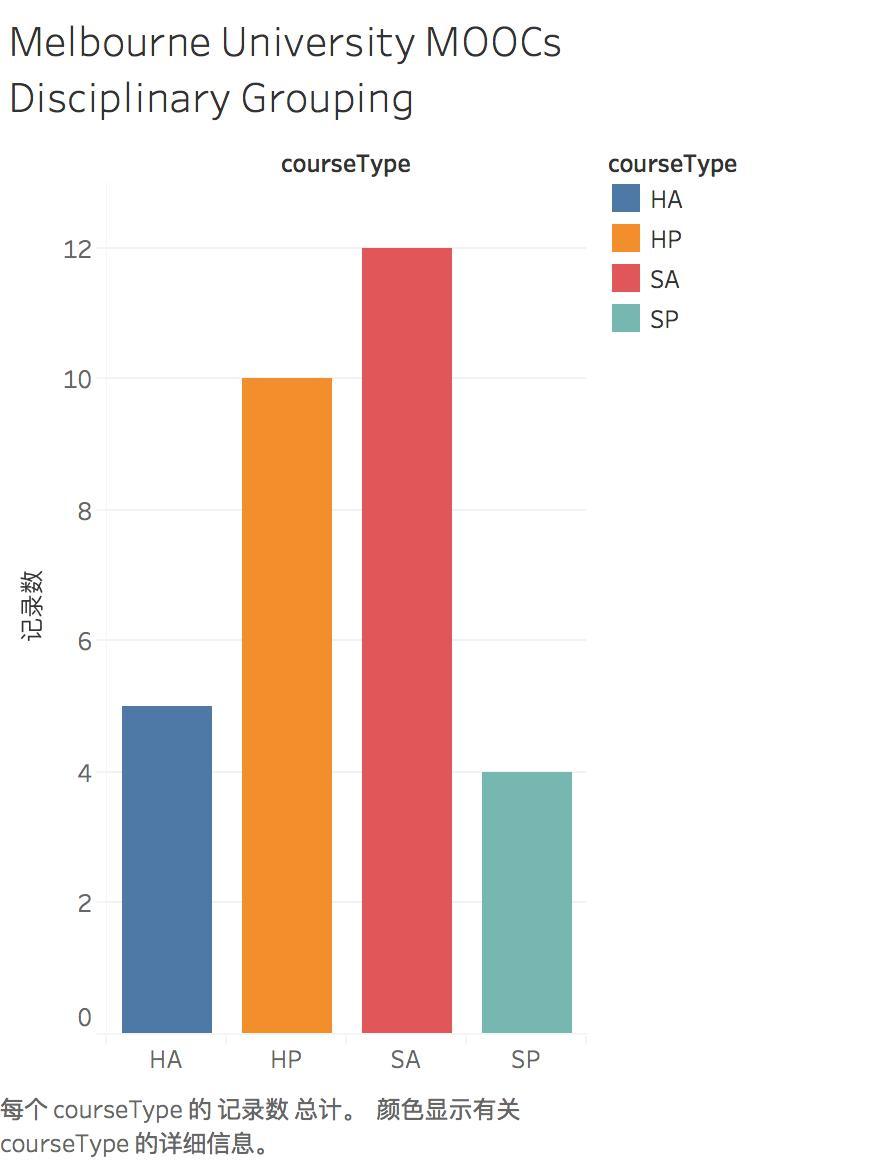 Melbourne University MOOCs
Disciplinary Grouping
courseType
courseType
HA
HP
SA
SP
12
10
8
6
4
2
0
记录数
HA HP SA SP
每个 courseType 的 记录数 总计。 颜色显示有关
courseType 的详细信息。